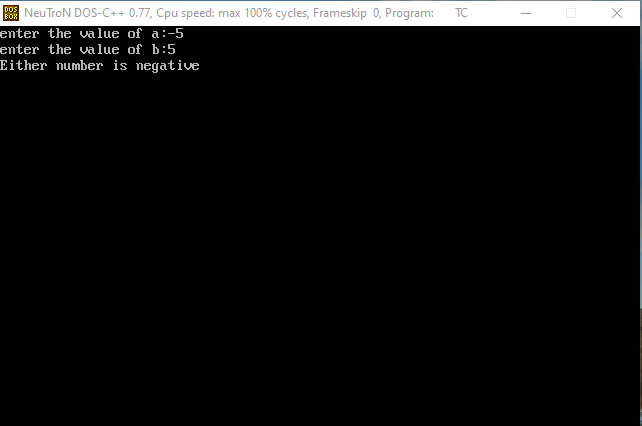 DOS BOX
NeuTroN DOS-C++ 0.77, Cpu speed: max 100% cycles, Frameskip 0, Program: TC
enter the value of a:-5
enter the value of b:5
Either number is negative